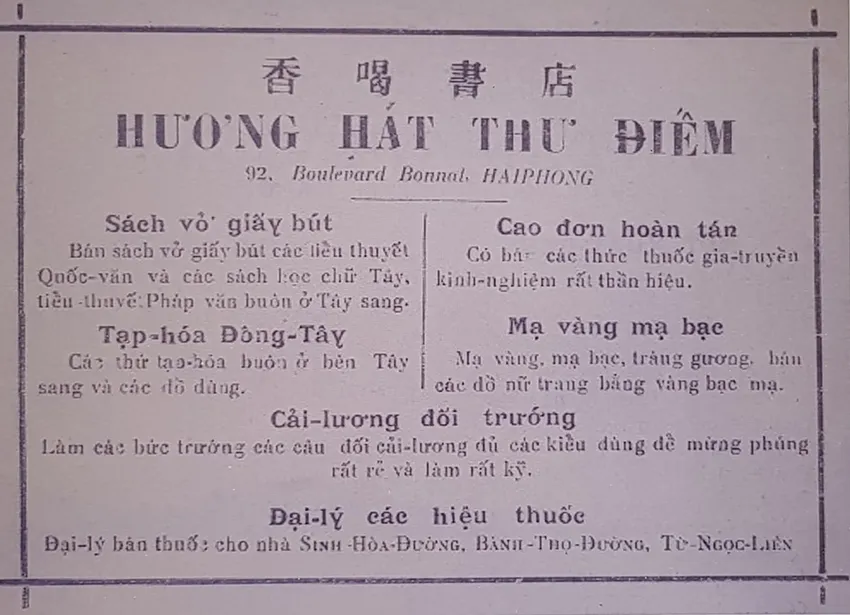 香喝書店
HƯƠNG HÁT THƯ ĐIẾM
92, Boulevard Bonnal, HAIPHONG
Sách vở giấy bút
Bán sách vở giấy bút các tiểu thuyết
Quốc-văn và các sách học chữ Tây,
tiểu-thuyết Pháp văn buôn ở Tây sang.
Tạp-hóa Đông-Tây
Các thứ tạp-hóa buôn ở bên Tây
sang và các đồ dùng.
Cao đơn hoàn tán
Có bán các thức thuốc gia-truyền
kinh-nghiệm rất thần hiệu.
Mạ vàng mạ bạc
Mạ vàng, mạ bạc, tráng gương, bán
các đồ nữ trang bằng vàng bạc mạ.
Cải-lương đối trướng
Làm các bức trướng các câu đối cải-lương đủ các kiểu dùng để mừng phúng
rất rẻ và làm rất kỹ.
Đại-lý các hiệu thuốc
Đại-lý bán thuốc cho nhà SINH-HÒA-ĐƯỜNG, BÀNH-THỌ-ĐƯỜNG, TỪ-NGỌC-LIÊN